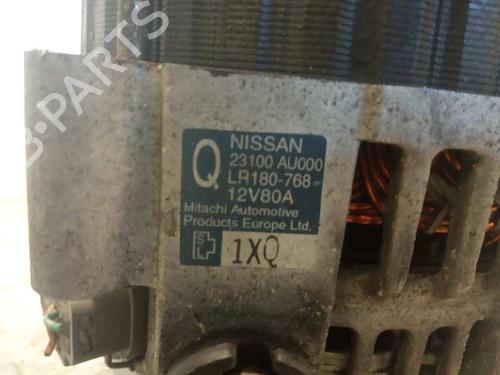 B-PARTS
Q NISSAN
23100 AU000
LR180-768
12V80A
Hitachi Automotive
Products Europe Ltd.
S
L
1XQ